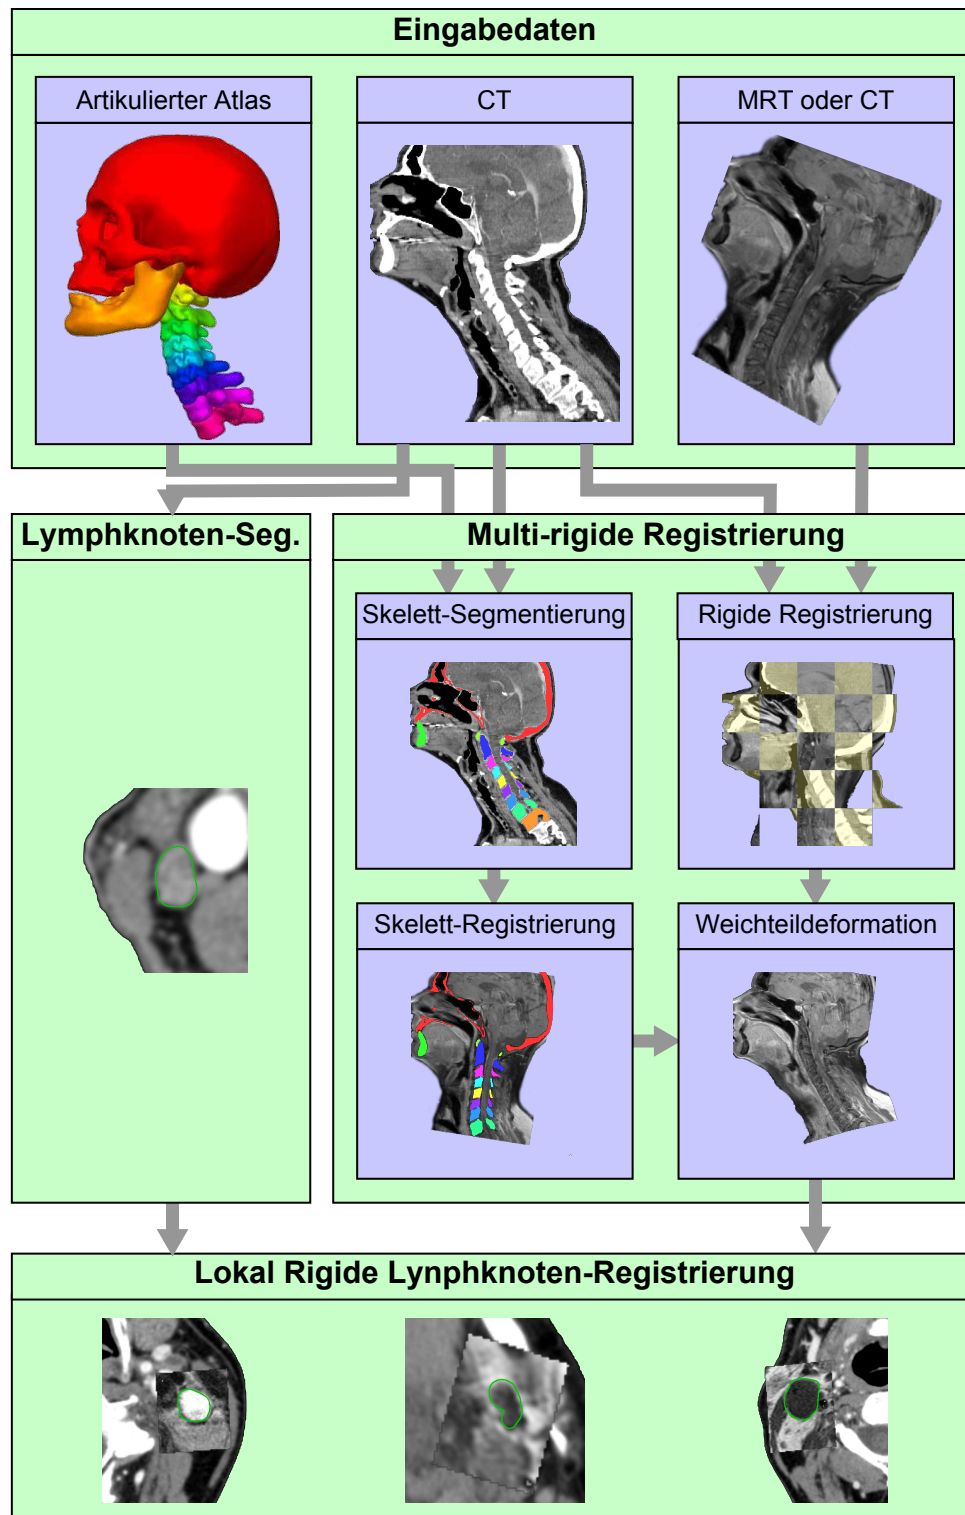 Eingabedaten
Artikulierter Atlas
CT
MRT oder CT
Lymphknoten-Seg.
Multi-rigide Registrierung
Skelett-Segmentierung
Rigide Registrierung
Skelett-Registrierung
Weichteildeformation
Lokal Rigide Lynphknoten-Registrierung